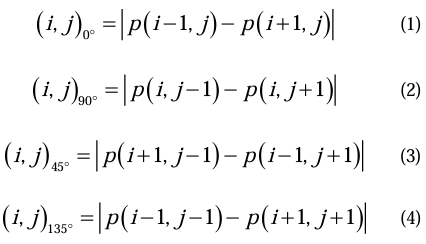 (i, j)₀° = |p(i−1, j) − p(i+1, j)| (1)
(i, j)₉₀° = |p(i, j−1) − p(i, j+1)| (2)
(i, j)₄₅° = |p(i+1, j−1) − p(i−1, j+1)| (3)
(i, j)₁₃₅° = |p(i−1, j−1) − p(i+1, j+1)| (4)